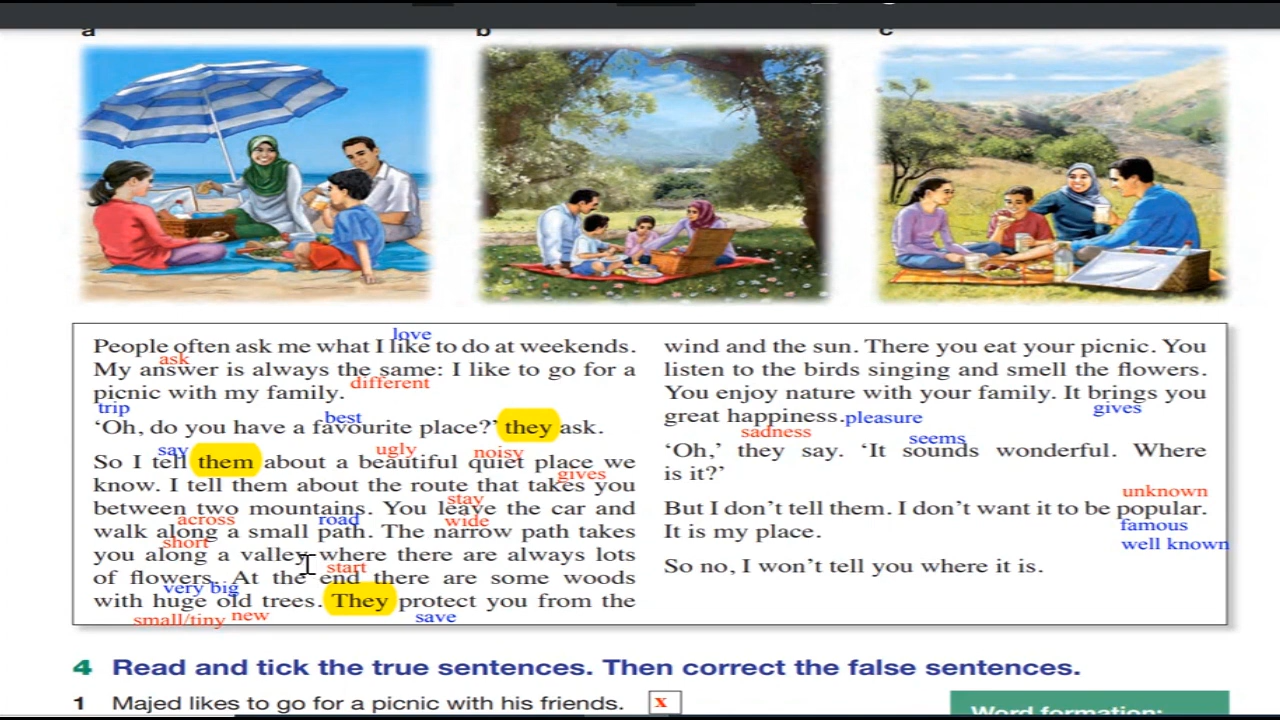 a
b
c
love
People often ask me what I like to do at weekends.
ask
My answer is always the same: I like to go for a
different
picnic with my family.
trip
best
‘Oh, do you have a favourite place?’ they ask.
say
ugly
noisy
So I tell them about a beautiful quiet place we
gives
know. I tell them about the route that takes you
stay
between two mountains. You leave the car and
across
road
wide
walk along a small path. The narrow path takes
short
you along a valley where there are always lots
start
of flowers. At the end there are some woods
very big
with huge old trees. They protect you from the
small/tiny
new
save
wind and the sun. There you eat your picnic. You
listen to the birds singing and smell the flowers.
You enjoy nature with your family. It brings you
gives
great happiness.
pleasure
sadness
seems
‘Oh,’ they say. ‘It sounds wonderful. Where
is it?’
unknown
But I don’t tell them. I don’t want it to be popular.
famous
It is my place.
well known
So no, I won’t tell you where it is.
4 Read and tick the true sentences. Then correct the false sentences.
1 Majed likes to go for a picnic with his friends. x
Word formation: